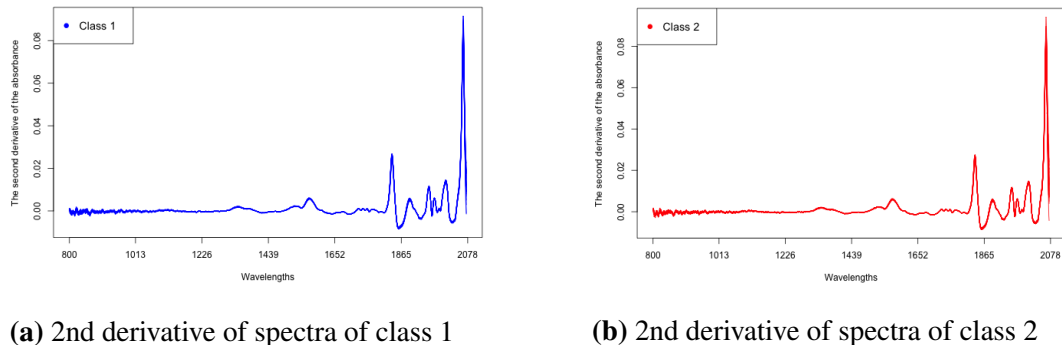 Class 1
The second derivative of the absorbance
0.08
0.06
0.04
0.02
0.00
800 1013 1226 1439 1652 1865 2078
Wavelengths
(a) 2nd derivative of spectra of class 1
Class 2
The second derivative of the absorbance
0.08
0.06
0.04
0.02
0.00
800 1013 1226 1439 1652 1865 2078
Wavelengths
(b) 2nd derivative of spectra of class 2